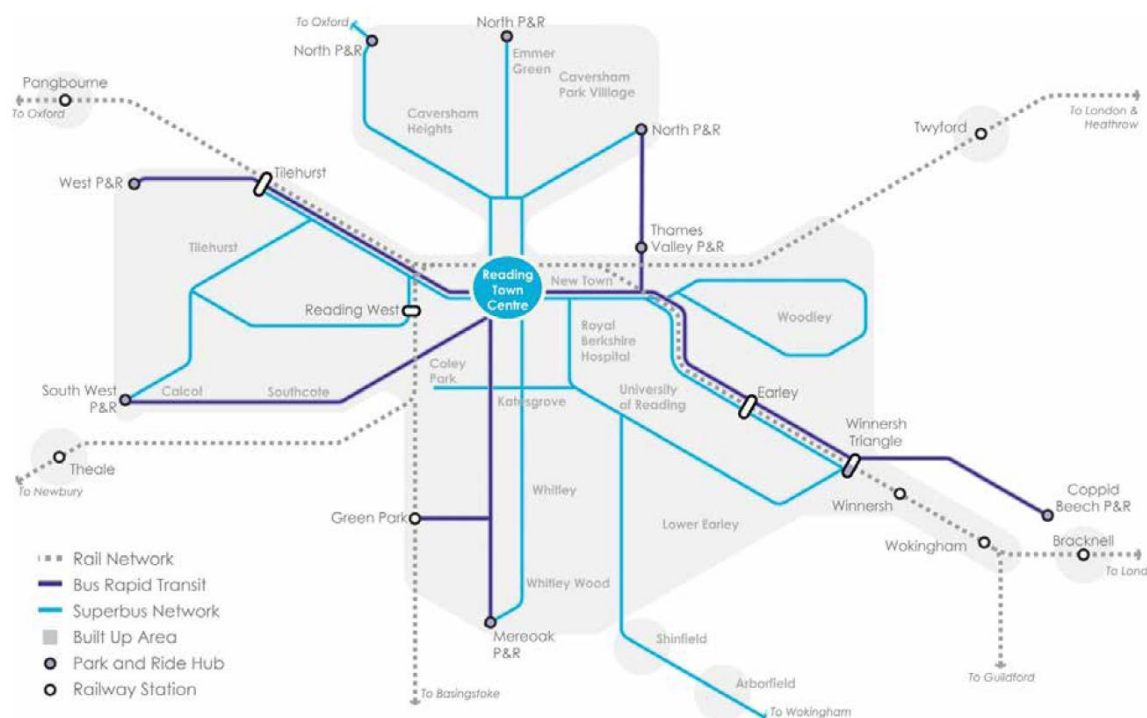 To Oxford
North P&R
North P&R
Emmer
Green
Caversham
Park Village
Pangbourne
To Oxford
Caversham
Heights
North P&R
Twyford
To London &
Heathrow
West P&R
Tilehurst
Tilehurst
Thames
Valley P&R
Reading
Town
Centre
New Town
Reading West
Royal
Berkshire
Hospital
Woodley
Coley
Park
South West
P&R
Calcot
Southcote
Katesgrove
University
of Reading
Earley
Winnersh
Triangle
Theale
To Newbury
Whitley
Winnersh
Coppid
Beech P&R
Green Park
Lower Earley
Wokingham
Bracknell
To Lond
Whitley Wood
Mereoak
P&R
Shinfield
To Guildford
Arborfield
To Basingstoke
To Wokingham
Rail Network
Bus Rapid Transit
Superbus Network
Built Up Area
Park and Ride Hub
Railway Station